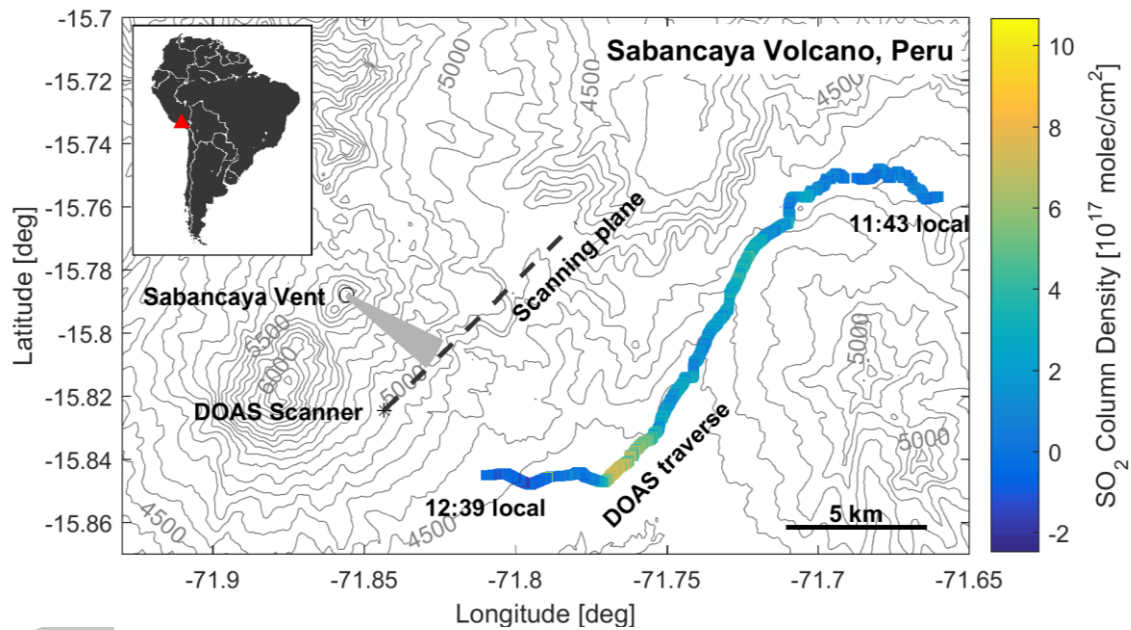 Sabancaya Volcano, Peru
-15.7
-15.72
-15.74
-15.76
-15.78
-15.8
-15.82
-15.84
-15.86
Latitude [deg]
5000
4500
4500
11:43 local
Scanning plane
Sabancaya Vent
5500
6000
5000
DOAS Scanner
DOAS traverse
5000
5000
12:39 local
4500
4500
5 km
-71.9
-71.85
-71.8
-71.75
-71.7
-71.65
Longitude [deg]
10
8
6
4
2
0
-2
SO2 Column Density [10^17 molec/cm^2]